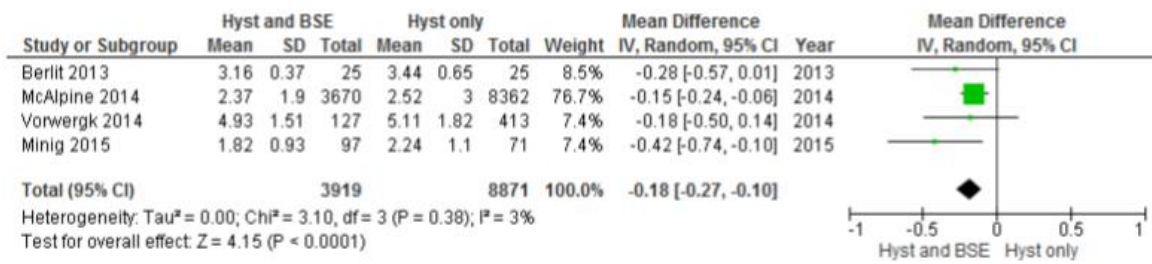 Hyst and BSE Hyst only Mean Difference Mean Difference
Study or Subgroup Mean SD Total Mean SD Total Weight IV, Random, 95% CI Year IV, Random, 95% CI
Berlit 2013 3.16 0.37 25 3.44 0.65 25 8.5% -0.28 [-0.57, 0.01] 2013
McAlpine 2014 2.37 1.9 3670 2.52 3 8362 76.7% -0.15 [-0.24, -0.06] 2014
Vorwergk 2014 4.93 1.51 127 5.11 1.82 413 7.4% -0.18 [-0.50, 0.14] 2014
Minig 2015 1.82 0.93 97 2.24 1.1 71 7.4% -0.42 [-0.74, -0.10] 2015
Total (95% CI) 3919 8871 100.0% -0.18 [-0.27, -0.10]
Heterogeneity: Tau² = 0.00; Chi² = 3.10, df = 3 (P = 0.38); I² = 3%
Test for overall effect: Z = 4.15 (P < 0.0001)
-1 -0.5 0 0.5 1
Hyst and BSE Hyst only